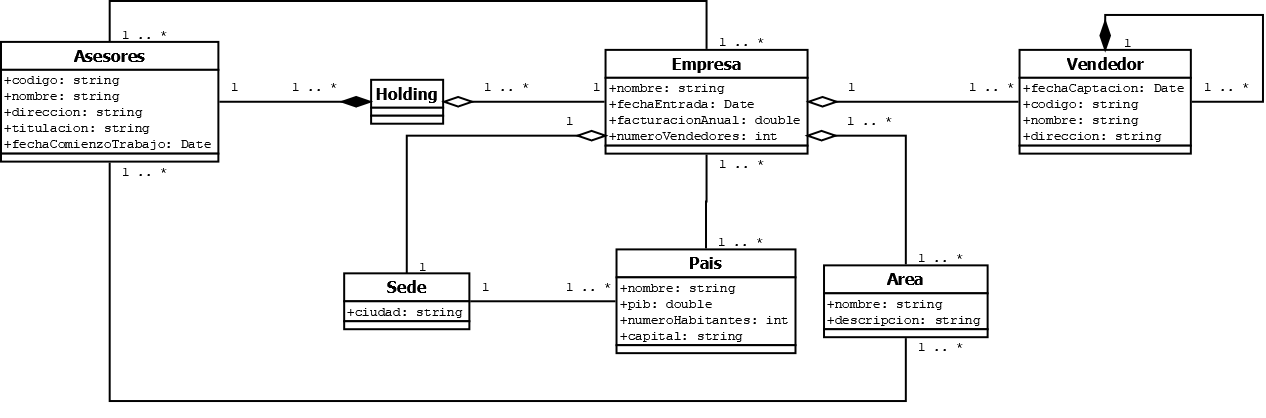 1 .. *
Asesores
+codigo: string
+nombre: string
+direccion: string
+titulacion: string
+fechaComienzoTrabajo: Date
1 .. *
1
1 .. *
Holding
1 .. *
1
1 .. *
Empresa
+nombre: string
+fechaEntrada: Date
+facturacionAnual: double
+numeroVendedores: int
1
1 .. *
1
1 .. *
1 .. *
1
Vendedor
+fechaCaptacion: Date
+codigo: string
+nombre: string
+direccion: string
1 .. *
1
Sede
+ciudad: string
1
1 .. *
1 .. *
Pais
+nombre: string
+pib: double
+numeroHabitantes: int
+capital: string
1 .. *
Area
+nombre: string
+descripcion: string
1 .. *